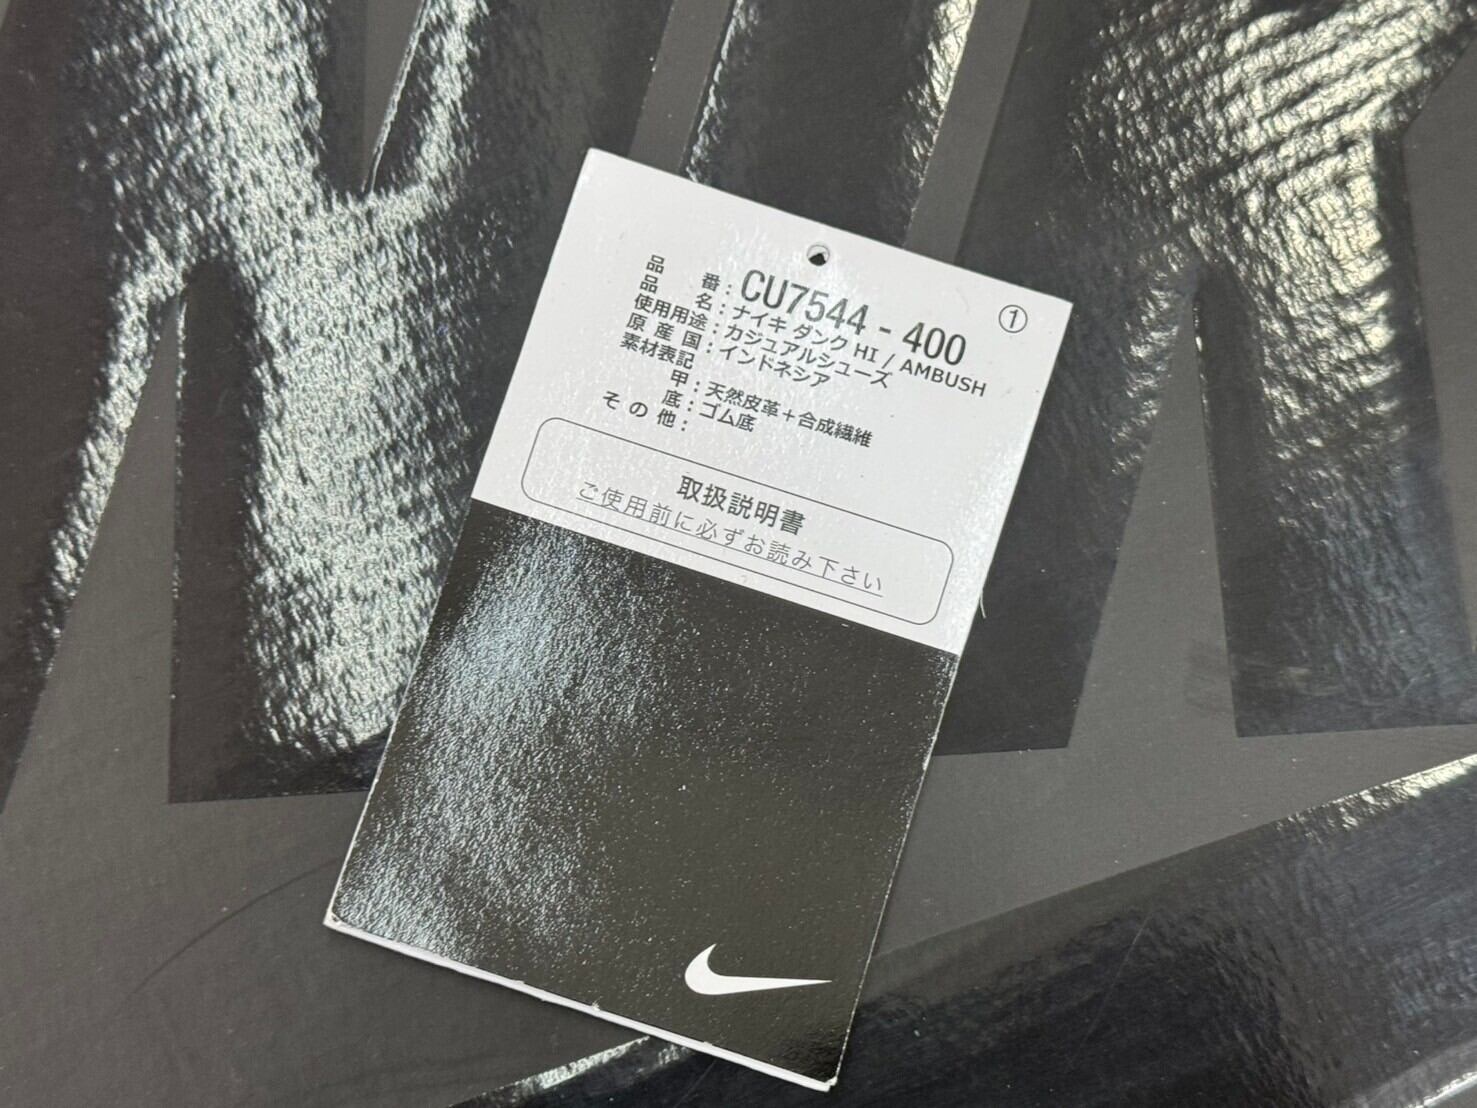 ①
品番：CU7544 - 400
品名：ナイキ ダンク HI / AMBUSH
使用用途：カジュアルシューズ
原産国：インドネシア
素材表記
甲：天然皮革＋合成繊維
底：ゴム底
その他：
取扱説明書
ご使用前に必ずお読み下さい